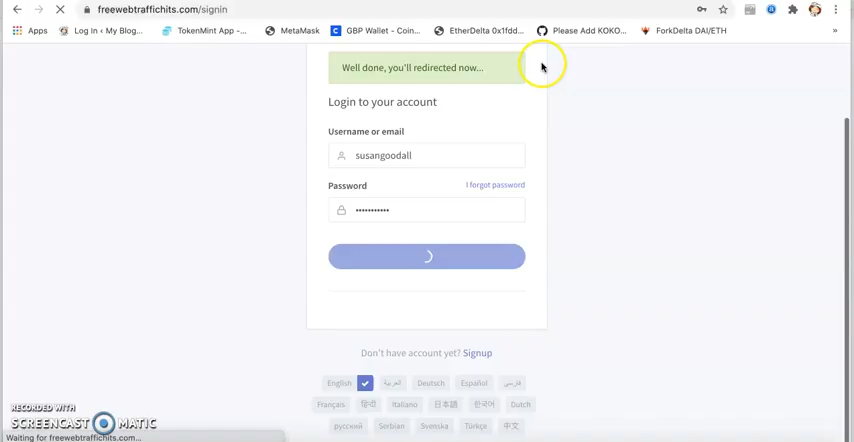 freewebtraffichits.com/signin
Apps Log In ‹ My Blog... TokenMint App -... MetaMask GBP Wallet - Coin... EtherDelta 0x1fdd... Please Add KOKO... ForkDelta DAI/ETH »
Well done, you'll redirected now...
Login to your account
Username or email
susangoodall
Password I forgot password
Don't have account yet? Signup
English العربية Deutsch Español فارسی
Français हिन्दी Italiano 日本語 한국어 Dutch
русский Serbian Svenska Türkçe 中文
RECORDED WITH
SCREENCAST MATIC
Waiting for freewebtraffichits.com...